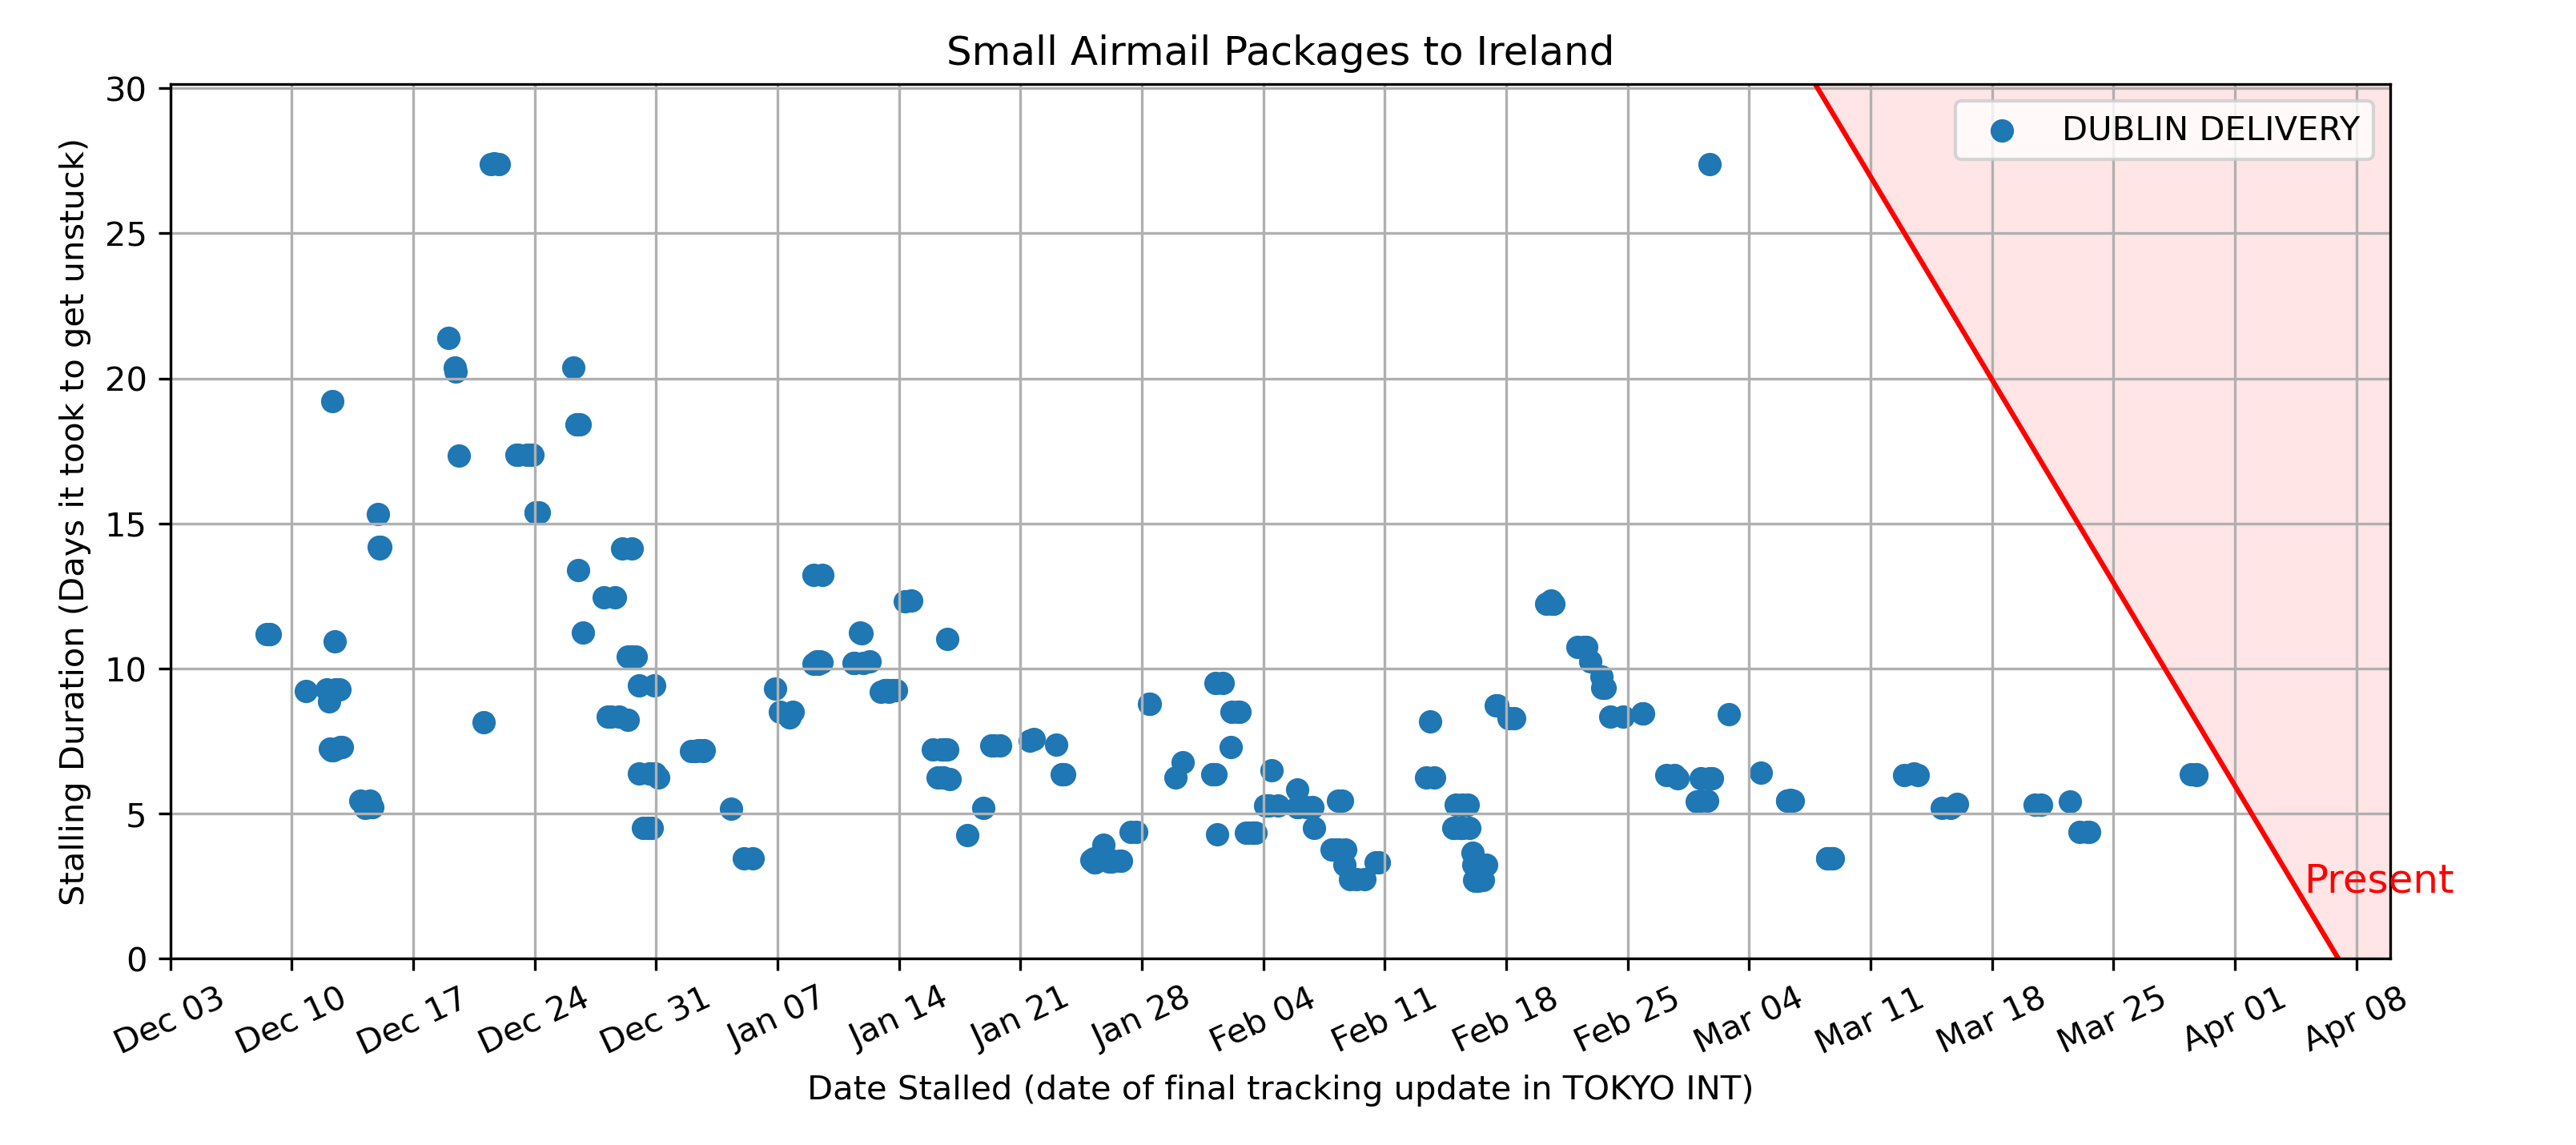 Small Airmail Packages to Ireland
DUBLIN DELIVERY
Stalling Duration (Days it took to get unstuck)
30
25
20
15
10
5
0
Present
Dec 03 Dec 10 Dec 17 Dec 24 Dec 31 Jan 07 Jan 14 Jan 21 Jan 28 Feb 04 Feb 11 Feb 18 Feb 25 Mar 04 Mar 11 Mar 18 Mar 25 Apr 01 Apr 08
Date Stalled (date of final tracking update in TOKYO INT)